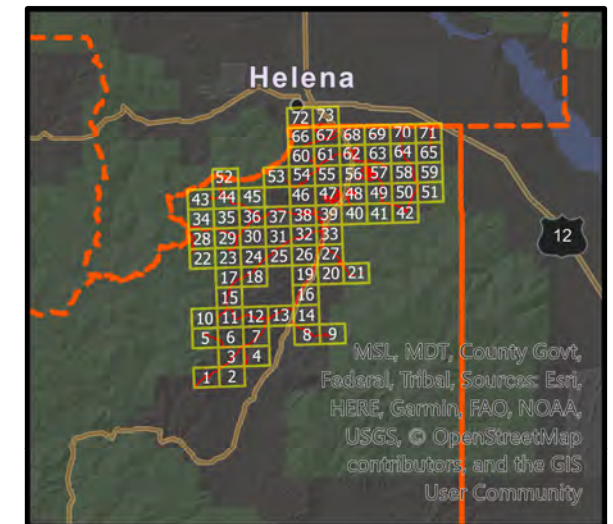 Helena
72 73
66 67 68 69 70 71
60 61 62 63 64 65
52 53 54 55 56 57 58 59
43 44 45 46 47 48 49 50 51
34 35 36 37 38 39 40 41 42
28 29 30 31 32 33
12
22 23 24 25 26 27
17 18 19 20 21
15 16
10 11 12 13 14
5 6 7 8 9
3 4
1 2
MSL, MDT, County Govt,
Federal, Tribal, Sources: Esri,
HERE, Garmin, FAO, NOAA,
USGS, © OpenStreetMap
contributors, and the GIS
User Community